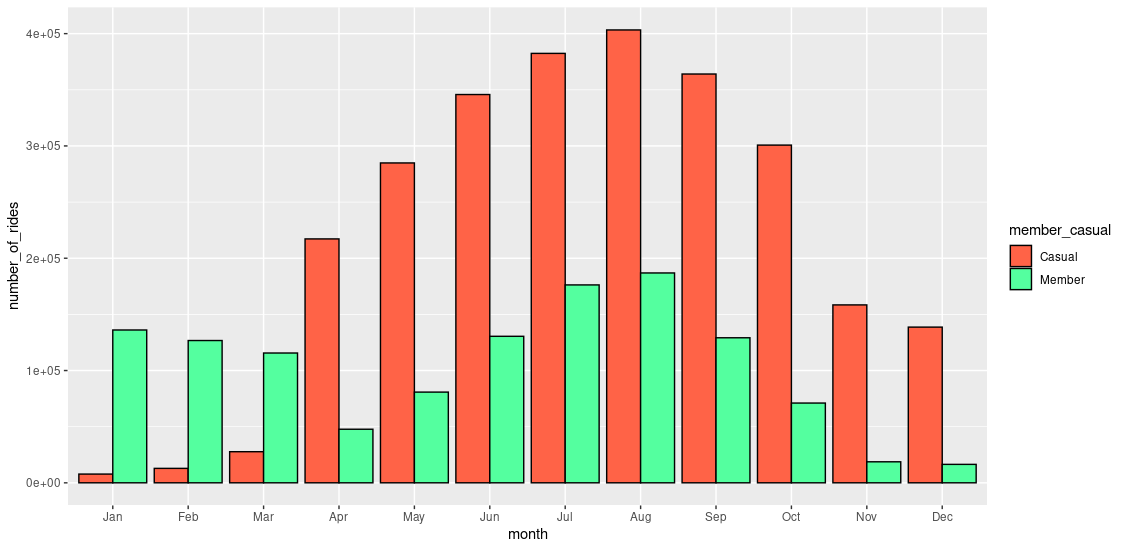 number_of_rides
4e+05
3e+05
2e+05
1e+05
0e+00
Jan Feb Mar Apr May Jun Jul Aug Sep Oct Nov Dec
month
member_casual
Casual
Member